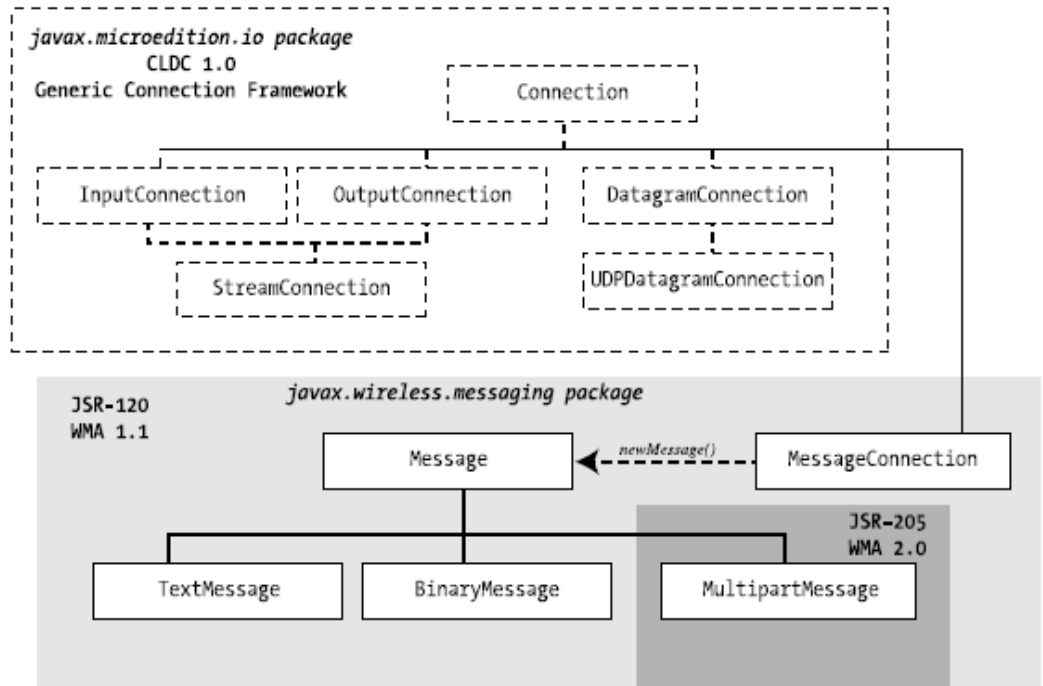 javax.microedition.io package
CLDC 1.0
Generic Connection Framework
Connection
InputConnection
OutputConnection
DatagramConnection
StreamConnection
UDPDatagramConnection
javax.wireless.messaging package
JSR-120
WMA 1.1
Message
newMessage()
MessageConnection
JSR-205
WMA 2.0
TextMessage
BinaryMessage
MultipartMessage